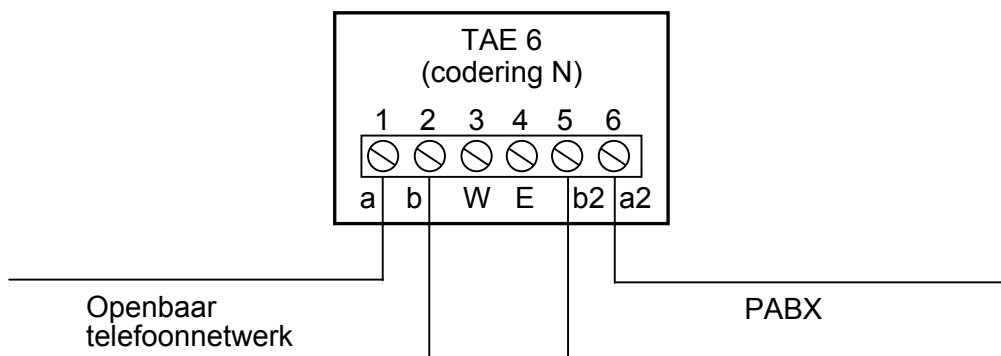 TAE 6
(codering N)
1 2 3 4 5 6
a b W E b2 a2
Openbaar
telefoonnetwerk
PABX